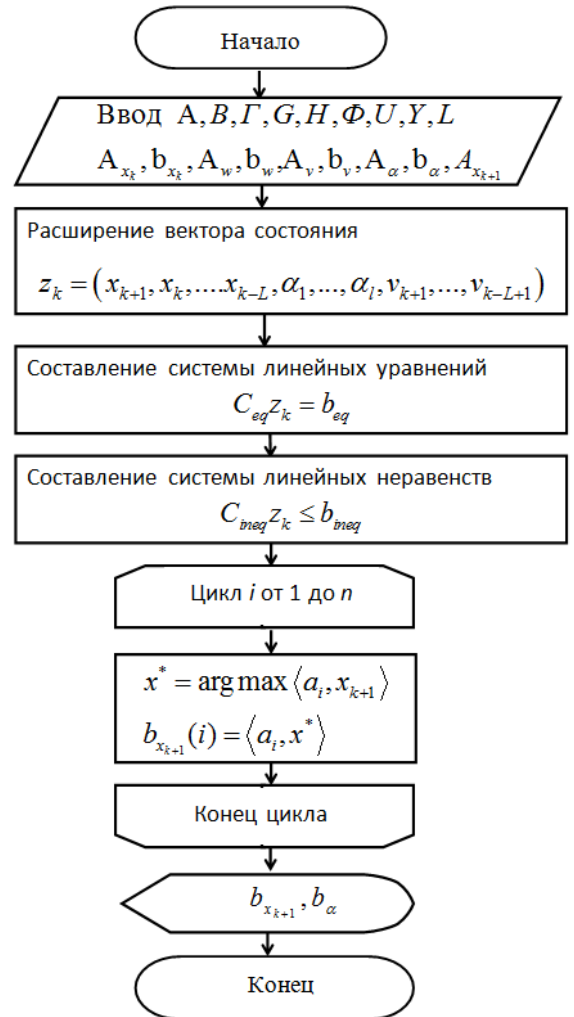 Начало
Ввод A, B, Г, G, H, Ф, U, Y, L
A_{x_k}, b_{x_k}, A_w, b_w, A_v, b_v, A_α, b_α, A_{x_{k+1}}
Расширение вектора состояния
z_k = (x_{k+1}, x_k, .... x_{k-L}, α_1, ..., α_l, v_{k+1}, ..., v_{k-L+1})
Составление системы линейных уравнений
C_{eq} z_k = b_{eq}
Составление системы линейных неравенств
C_{ineq} z_k ≤ b_{ineq}
Цикл i от 1 до n
x^* = arg max ⟨a_i, x_{k+1}⟩
b_{x_{k+1}}(i) = ⟨a_i, x^*⟩
Конец цикла
b_{x_{k+1}}, b_α
Конец